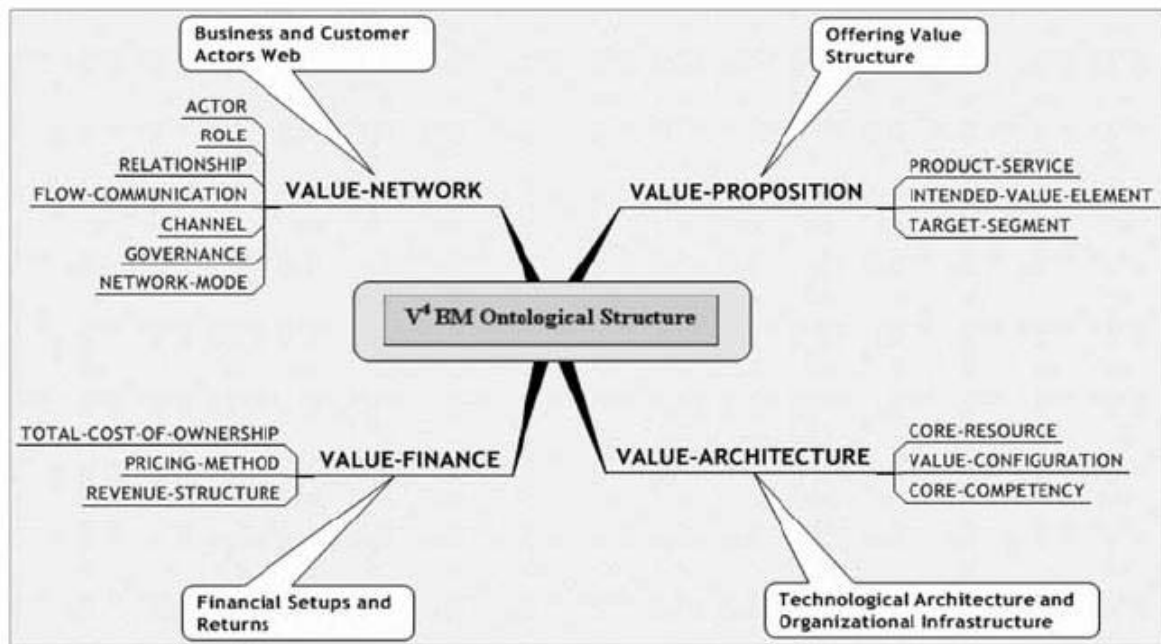 Business and Customer
Actors Web
Offering Value
Structure
ACTOR
ROLE
RELATIONSHIP
FLOW-COMMUNICATION
CHANNEL
GOVERNANCE
NETWORK-MODE
VALUE-NETWORK
VALUE-PROPOSITION
PRODUCT-SERVICE
INTENDED-VALUE-ELEMENT
TARGET-SEGMENT
V⁴ BM Ontological Structure
TOTAL-COST-OF-OWNERSHIP
PRICING-METHOD
REVENUE-STRUCTURE
VALUE-FINANCE
VALUE-ARCHITECTURE
CORE-RESOURCE
VALUE-CONFIGURATION
CORE-COMPETENCY
Financial Setups and
Returns
Technological Architecture and
Organizational Infrastructure